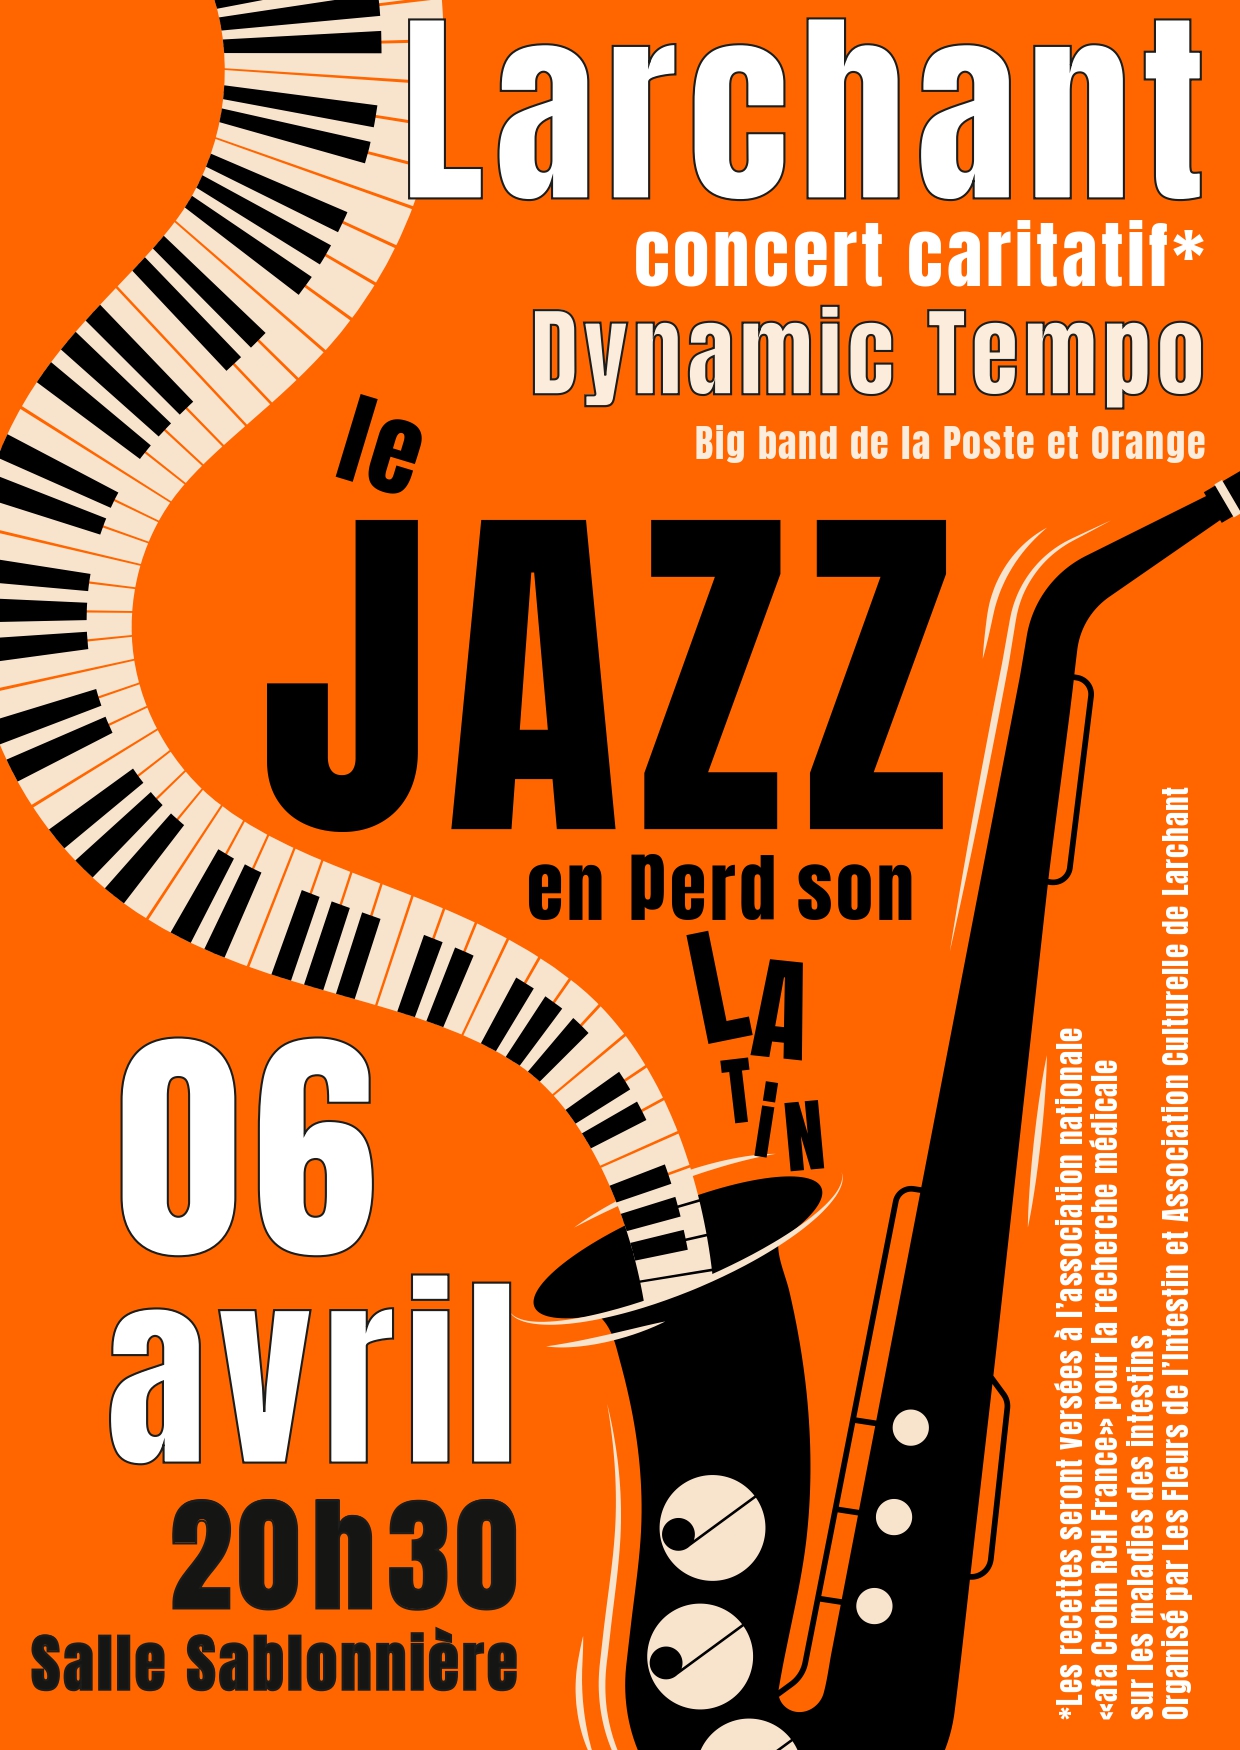 Larchant
concert caritatif*
Dynamic Tempo
Big band de la Poste et Orange
le
JAZZ
en perd son
LA
TiN
06
avril
20h30
Salle Sablonnière
*Les recettes seront versées à l'association nationale
«afa Crohn RCH France» pour la recherche médicale
sur les maladies des intestins
Organisé par Les Fleurs de l'Intestin et Association Culturelle de Larchant